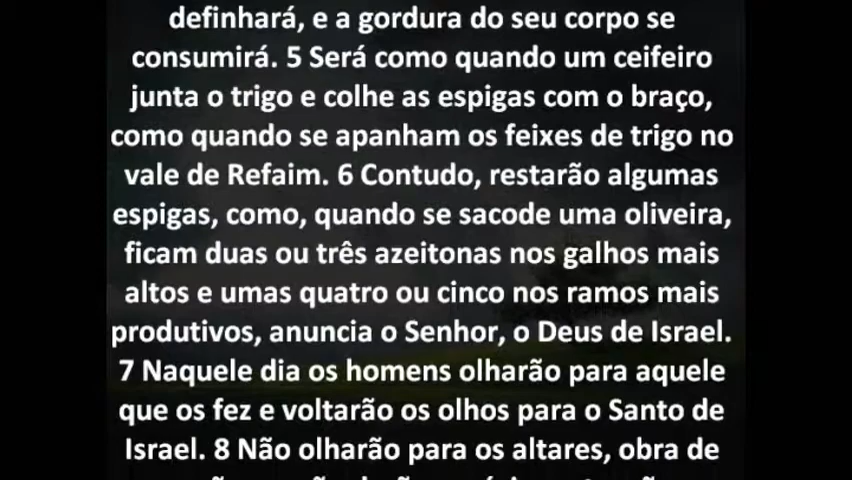 definhará, e a gordura do seu corpo se
consumirá. 5 Será como quando um ceifeiro
junta o trigo e colhe as espigas com o braço,
como quando se apanham os feixes de trigo no
vale de Refaim. 6 Contudo, restarão algumas
espigas, como, quando se sacode uma oliveira,
ficam duas ou três azeitonas nos galhos mais
altos e umas quatro ou cinco nos ramos mais
produtivos, anuncia o Senhor, o Deus de Israel.
7 Naquele dia os homens olharão para aquele
que os fez e voltarão os olhos para o Santo de
Israel. 8 Não olharão para os altares, obra de